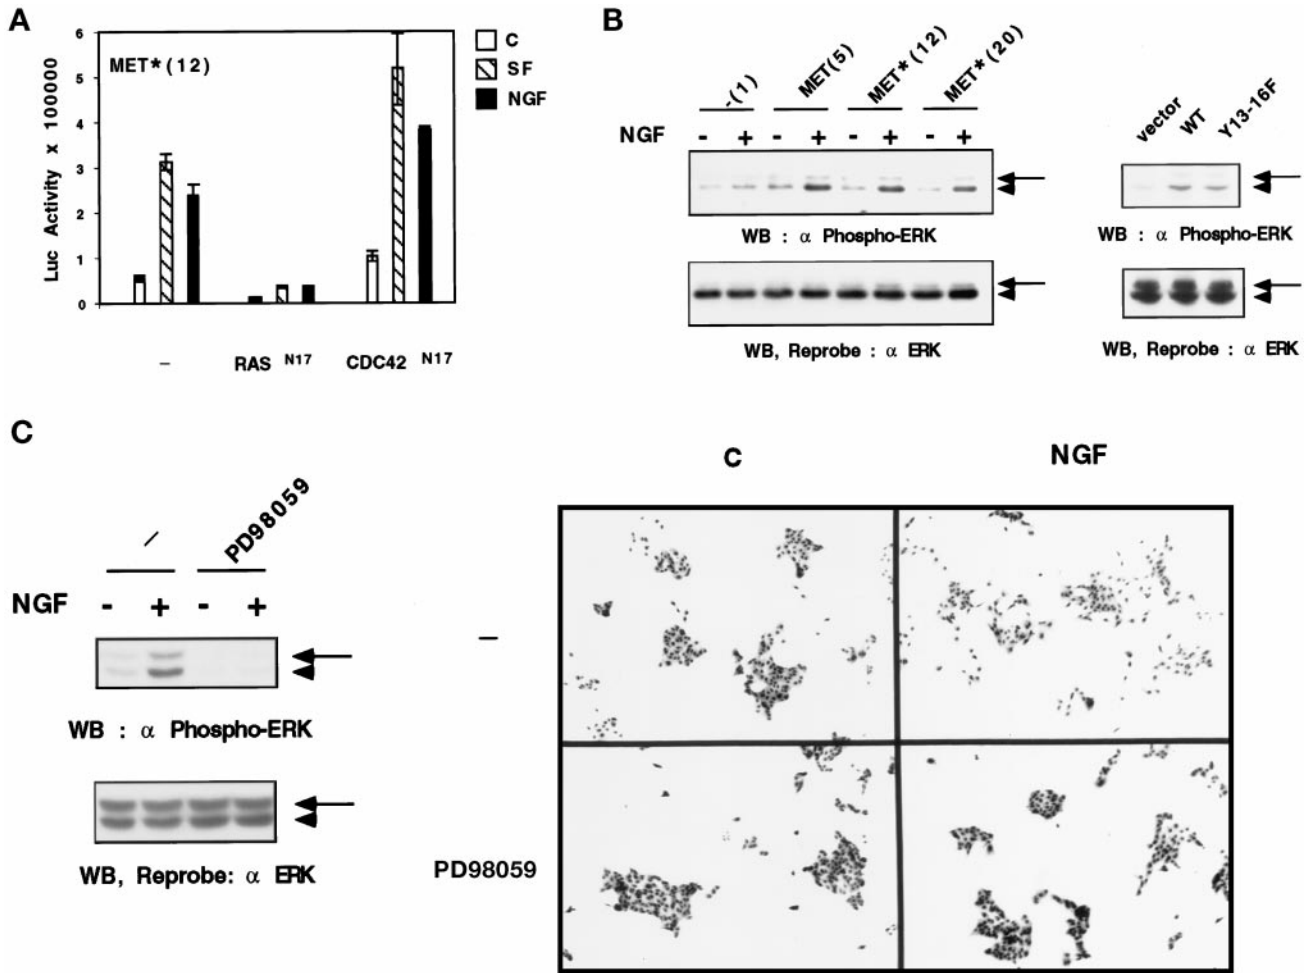 A
6
5
4
3
2
1
0
Luc Activity x 100000
MET*(12)
C
SF
NGF
–
RAS N17
CDC42 N17
B
-(1)
MET(5)
MET*(12)
MET*(20)
NGF - + - + - + - +
WB : α Phospho-ERK
WB, Reprobe : α ERK
vector
WT
Y13-16F
WB : α Phospho-ERK
WB, Reprobe : α ERK
C
/
PD98059
NGF - + - +
WB : α Phospho-ERK
WB, Reprobe: α ERK
C
NGF
–
PD98059